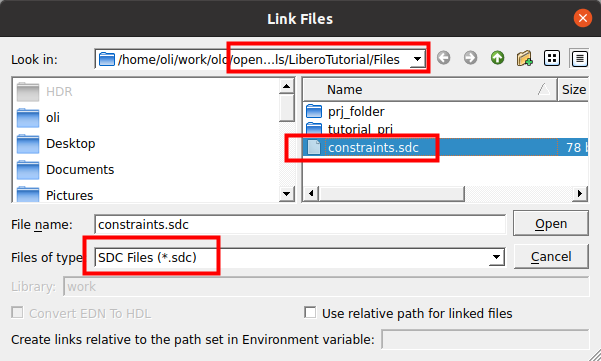 Link Files
Look in: /home/oli/work/old/open...ls/LiberoTutorial/Files
HDR
oli
Desktop
Documents
Pictures
Name Size
prj_folder
tutorial_prj
constraints.sdc 78 b
File name: constraints.sdc Open
Files of type SDC Files (*.sdc) Cancel
Library: work
Convert EDN To HDL Use relative path for linked files
Create links relative to the path set in Environment variable: